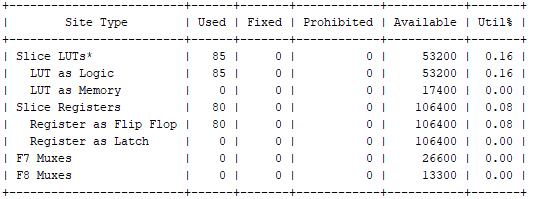 +-------------------------+------+-------+------------+-----------+-------+
|        Site Type        | Used | Fixed | Prohibited | Available | Util% |
+-------------------------+------+-------+------------+-----------+-------+
| Slice LUTs*             |   85 |     0 |          0 |     53200 |  0.16 |
|   LUT as Logic          |   85 |     0 |          0 |     53200 |  0.16 |
|   LUT as Memory         |    0 |     0 |          0 |     17400 |  0.00 |
| Slice Registers         |   80 |     0 |          0 |    106400 |  0.08 |
|   Register as Flip Flop |   80 |     0 |          0 |    106400 |  0.08 |
|   Register as Latch     |    0 |     0 |          0 |    106400 |  0.00 |
| F7 Muxes                |    0 |     0 |          0 |     26600 |  0.00 |
| F8 Muxes                |    0 |     0 |          0 |     13300 |  0.00 |
+-------------------------+------+-------+------------+-----------+-------+